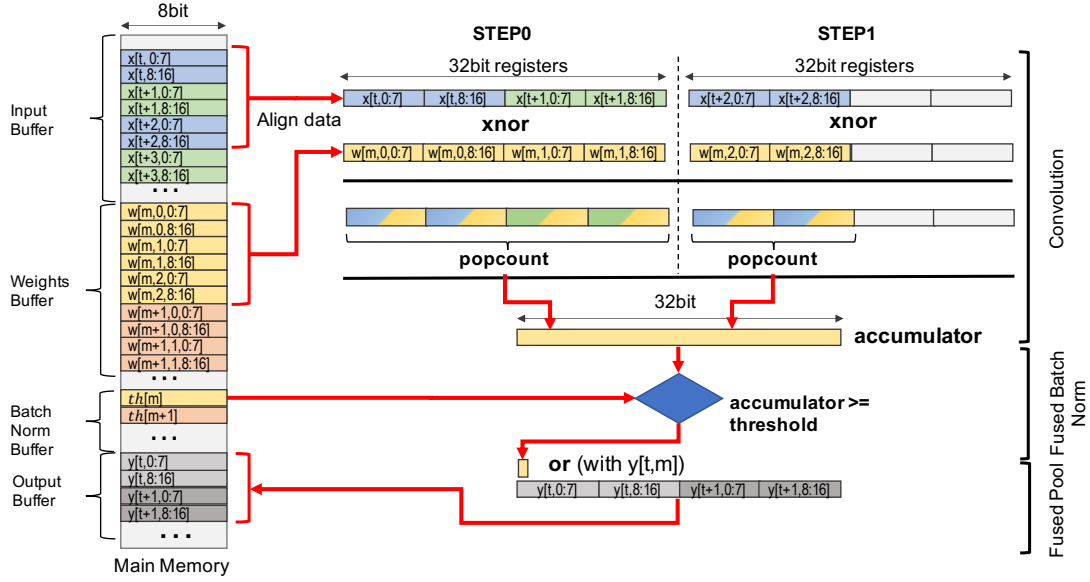 8bit
STEP0
STEP1
32bit registers
32bit registers
Input
Buffer
x[t, 0:7]
x[t,8:16]
x[t+1,0:7]
x[t+1,8:16]
x[t+2,0:7]
x[t+2,8:16]
x[t+3,0:7]
x[t+3,8:16]
...
Align data
x[t,0:7] x[t,8:16] x[t+1,0:7] x[t+1,8:16]
x[t+2,0:7] x[t+2,8:16]
xnor
xnor
w[m,0,0:7] w[m,0,8:16] w[m,1,0:7] w[m,1,8:16]
w[m,2,0:7] w[m,2,8:16]
Convolution
Weights
Buffer
w[m,0,0:7]
w[m,0,8:16]
w[m,1,0:7]
w[m,1,8:16]
w[m,2,0:7]
w[m,2,8:16]
w[m+1,0,0:7]
w[m+1,0,8:16]
w[m+1,1,0:7]
w[m+1,1,8:16]
...
popcount
popcount
32bit
accumulator
Batch
Norm
Buffer
th[m]
th[m+1]
...
accumulator >=
threshold
Fused Batch
Norm
Output
Buffer
y[t,0:7]
y[t,8:16]
y[t+1,0:7]
y[t+1,8:16]
...
or (with y[t,m])
y[t,0:7] y[t,8:16] y[t+1,0:7] y[t+1,8:16]
Fused Pool
Main Memory